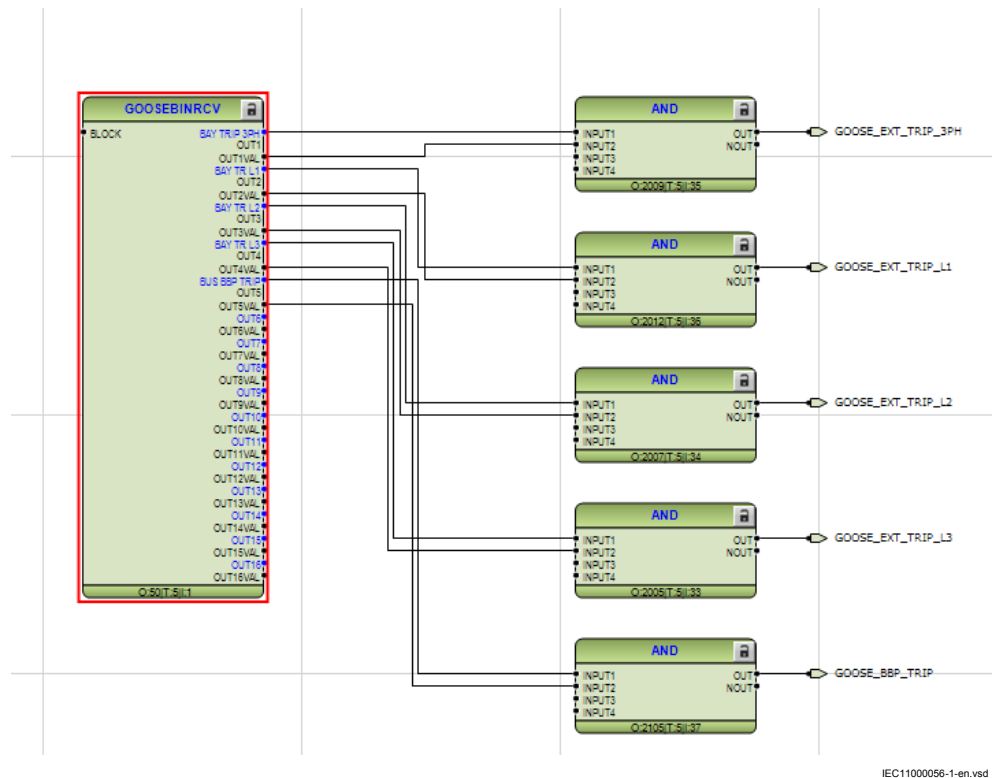 GOOSEBINRCV
BLOCK
BAY TRIP 3PH
OUT1
OUT1VAL
BAY TR L1
OUT2
OUT2VAL
BAY TR L2
OUT3
OUT3VAL
BAY TR L3
OUT4
OUT4VAL
BUS BBP TRIP
OUT5
OUT5VAL
OUT6
OUT6VAL
OUT7
OUT7VAL
OUT8
OUT8VAL
OUT9
OUT9VAL
OUT10
OUT10VAL
OUT11
OUT11VAL
OUT12
OUT12VAL
OUT13
OUT13VAL
OUT14
OUT14VAL
OUT15
OUT15VAL
OUT16
OUT16VAL
O:50|T:5|I:1
AND
INPUT1 OUT
INPUT2 NOUT
INPUT3
INPUT4
O:2009|T:5|I:35
GOOSE_EXT_TRIP_3PH
AND
INPUT1 OUT
INPUT2 NOUT
INPUT3
INPUT4
O:2012|T:5|I:36
GOOSE_EXT_TRIP_L1
AND
INPUT1 OUT
INPUT2 NOUT
INPUT3
INPUT4
O:2007|T:5|I:34
GOOSE_EXT_TRIP_L2
AND
INPUT1 OUT
INPUT2 NOUT
INPUT3
INPUT4
O:2005|T:5|I:33
GOOSE_EXT_TRIP_L3
AND
INPUT1 OUT
INPUT2 NOUT
INPUT3
INPUT4
O:2105|T:5|I:37
GOOSE_BBP_TRIP
IEC11000056-1-en.vsd